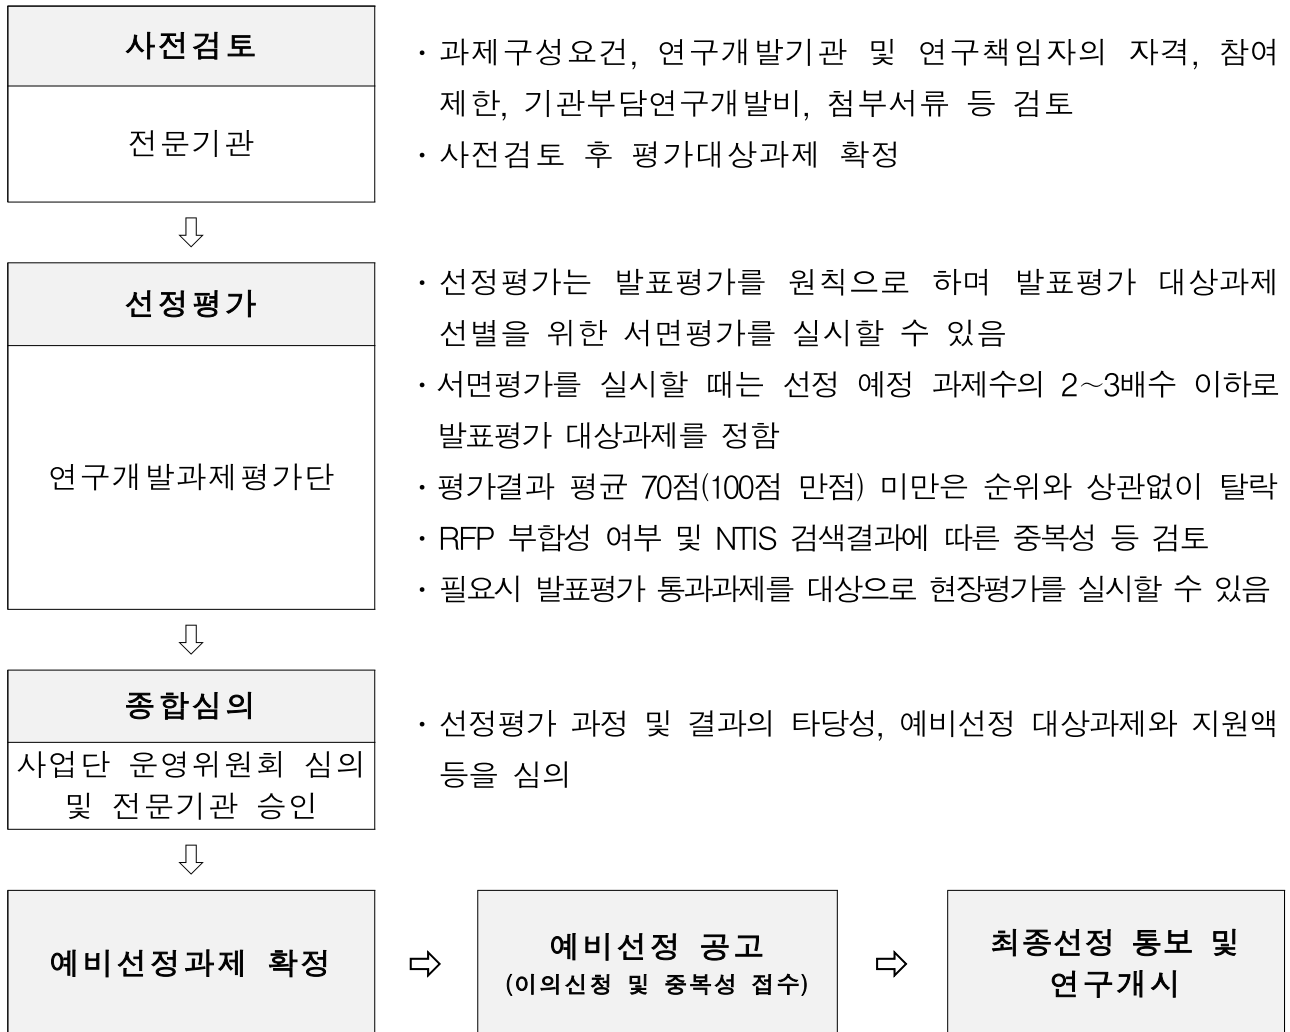 사전검토
전문기관
· 과제구성요건, 연구개발기관 및 연구책임자의 자격, 참여
제한, 기관부담연구개발비, 첨부서류 등 검토
· 사전검토 후 평가대상과제 확정
⇩
선정평가
연구개발과제평가단
· 선정평가는 발표평가를 원칙으로 하며 발표평가 대상과제
선별을 위한 서면평가를 실시할 수 있음
· 서면평가를 실시할 때는 선정 예정 과제수의 2~3배수 이하로
발표평가 대상과제를 정함
· 평가결과 평균 70점(100점 만점) 미만은 순위와 상관없이 탈락
· RFP 부합성 여부 및 NTIS 검색결과에 따른 중복성 등 검토
· 필요시 발표평가 통과과제를 대상으로 현장평가를 실시할 수 있음
⇩
종합심의
사업단 운영위원회 심의
및 전문기관 승인
· 선정평가 과정 및 결과의 타당성, 예비선정 대상과제와 지원액
등을 심의
⇩
예비선정과제 확정
⇨
예비선정 공고
(이의신청 및 중복성 접수)
⇨
최종선정 통보 및
연구개시